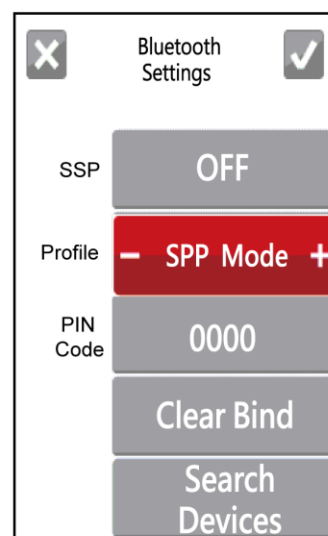 Bluetooth
Settings
SSP
OFF
Profile
− SPP Mode +
PIN
Code
0000
Clear Bind
Search
Devices